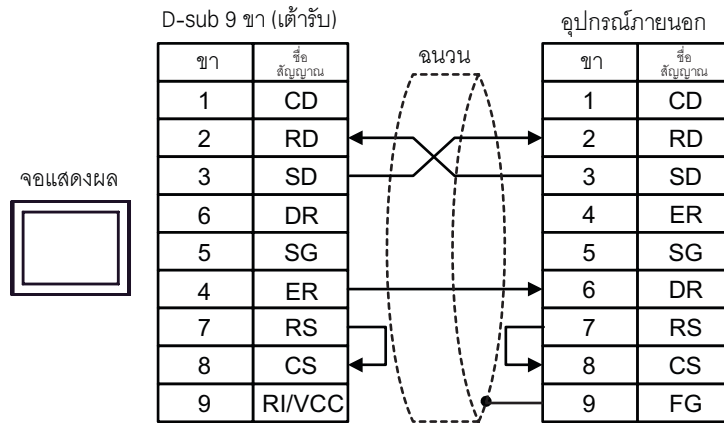 D-sub 9 ขา (เต้ารับ)
อุปกรณ์ภายนอก
ขา ชื่อสัญญาณ
ฉนวน
ขา ชื่อสัญญาณ
1 CD
1 CD
2 RD
2 RD
3 SD
3 SD
จอแสดงผล
6 DR
4 ER
5 SG
5 SG
4 ER
6 DR
7 RS
7 RS
8 CS
8 CS
9 RI/VCC
9 FG